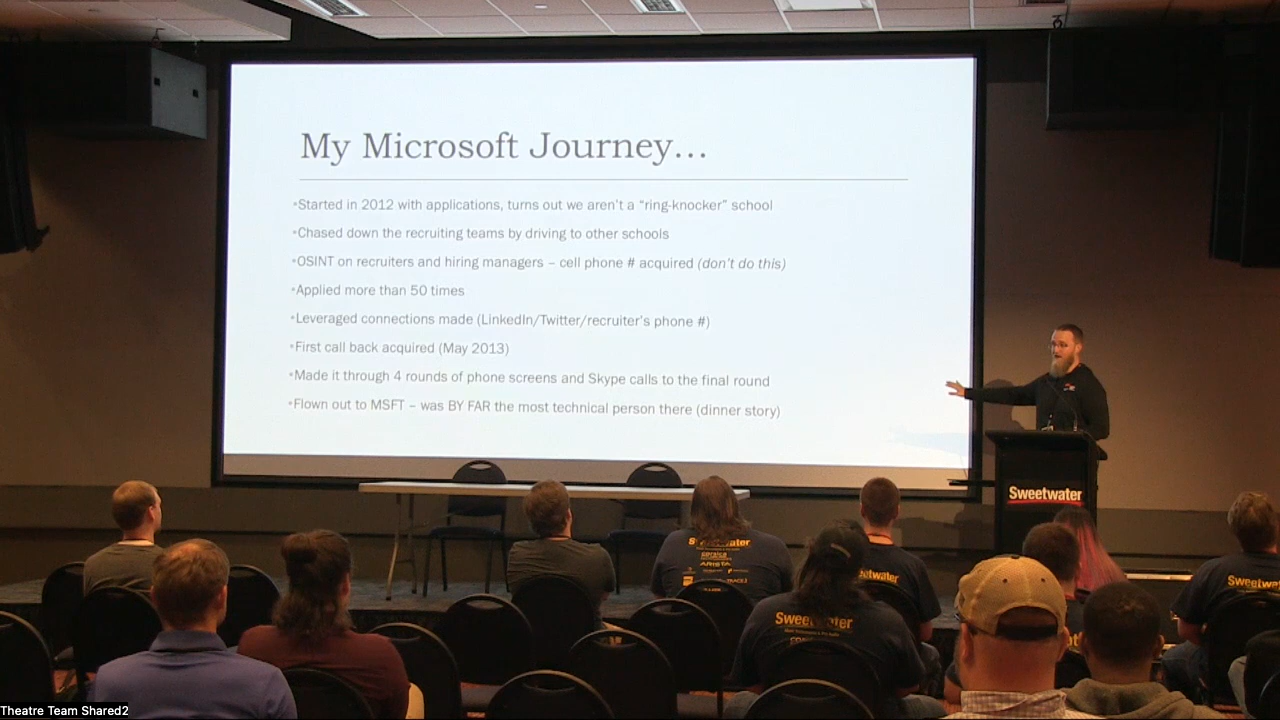 My Microsoft Journey…
•Started in 2012 with applications, turns out we aren't a “ring-knocker” school
•Chased down the recruiting teams by driving to other schools
•OSINT on recruiters and hiring managers – cell phone # acquired (don't do this)
•Applied more than 50 times
•Leveraged connections made (LinkedIn/Twitter/recruiter's phone #)
•First call back acquired (May 2013)
•Made it through 4 rounds of phone screens and Skype calls to the final round
•Flown out to MSFT – was BY FAR the most technical person there (dinner story)
Sweetwater
ARISTA
Theatre Team Shared2